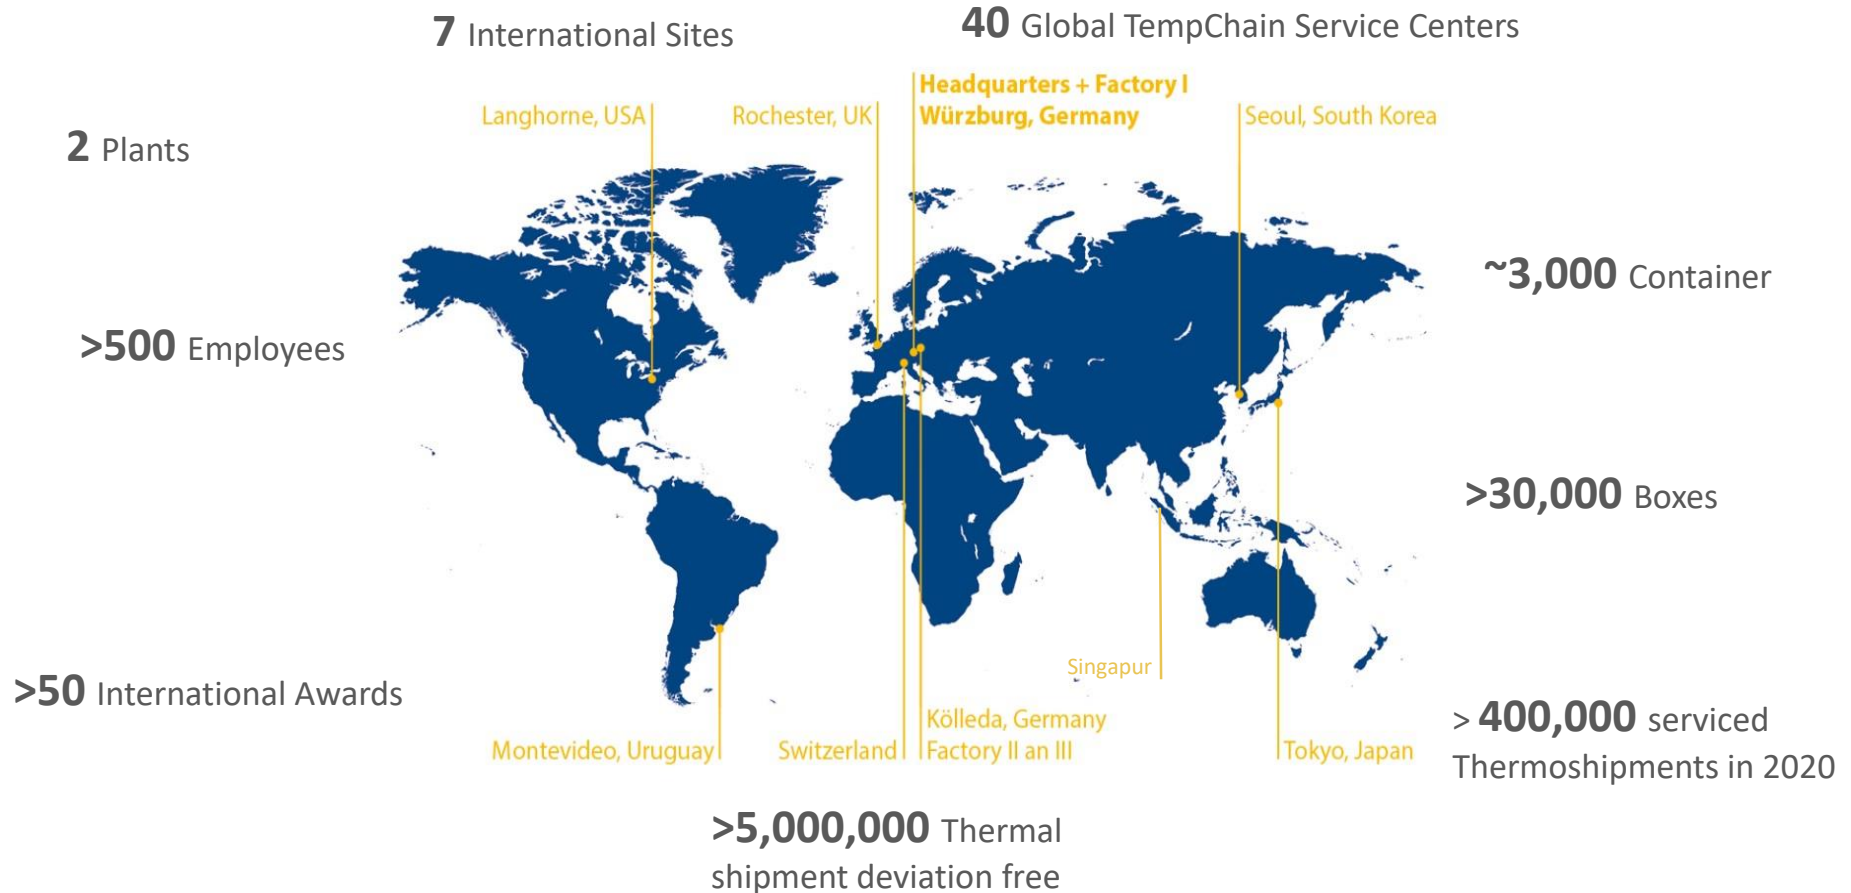 7 International Sites
40 Global TempChain Service Centers
Headquarters + Factory I
Würzburg, Germany
Langhorne, USA
Rochester, UK
Seoul, South Korea
2 Plants
~3,000 Container
>500 Employees
>30,000 Boxes
Singapur
>50 International Awards
Kölleda, Germany
Factory II an III
Montevideo, Uruguay
Switzerland
Tokyo, Japan
> 400,000 serviced
Thermoshipments in 2020
>5,000,000 Thermal
shipment deviation free